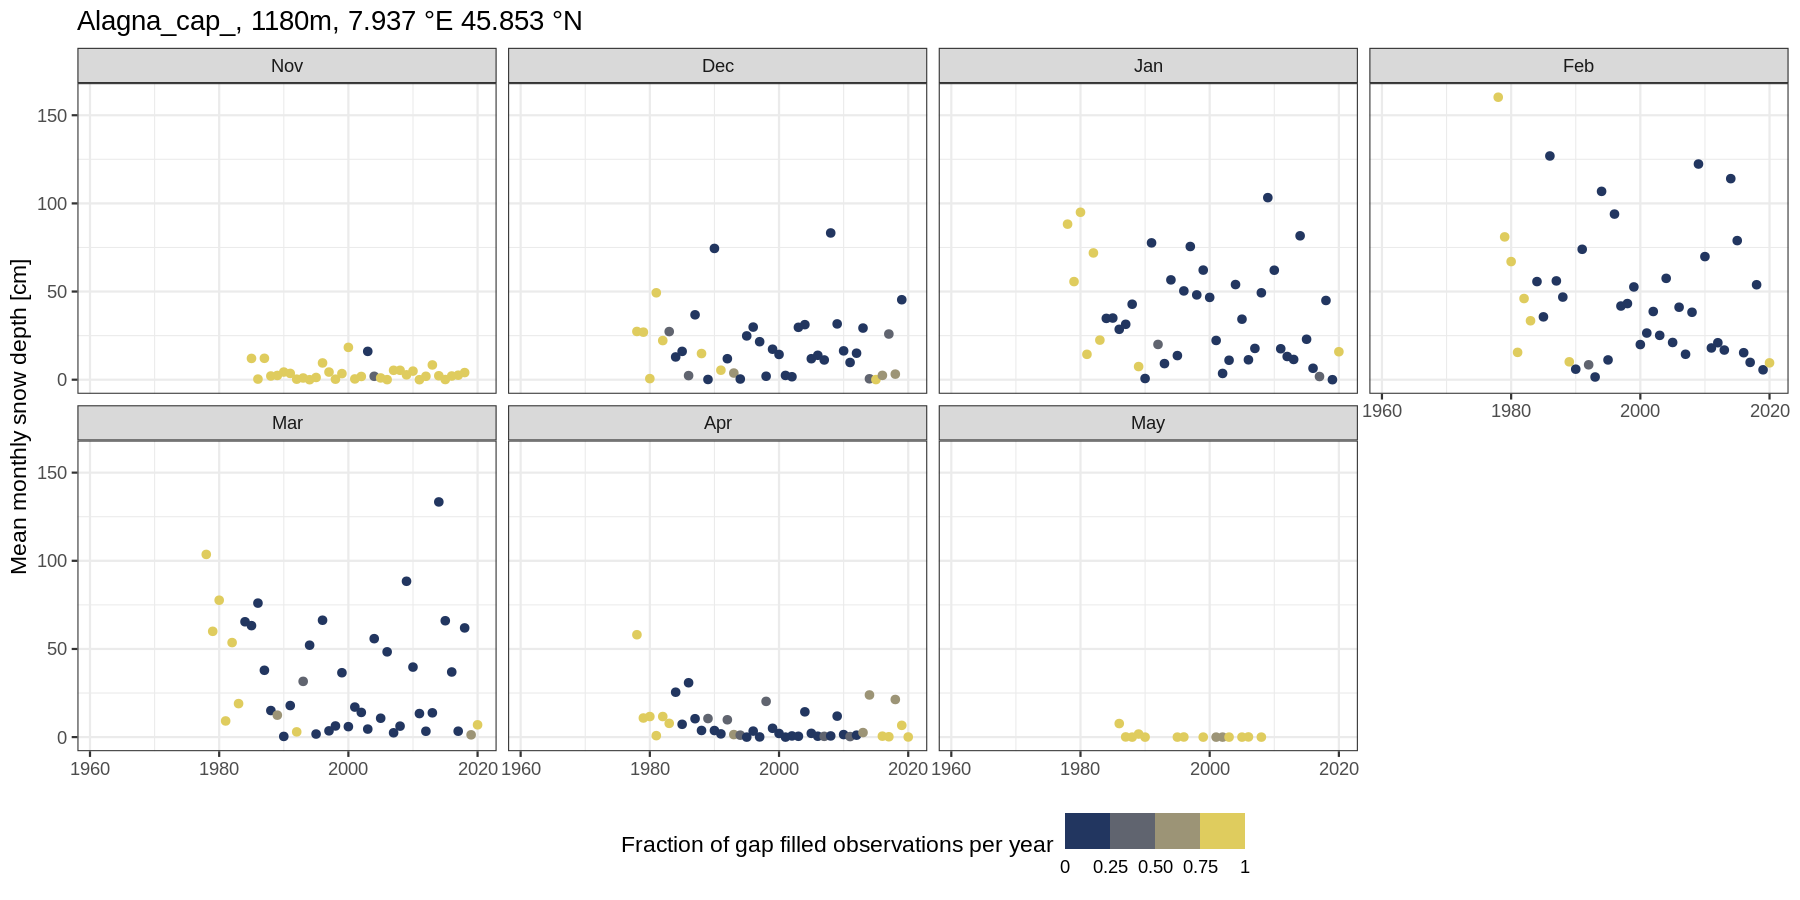 Alagna_cap_, 1180m, 7.937 °E 45.853 °N
Nov Dec Jan Feb
Mean monthly snow depth [cm]
150
100
50
0
1960 1980 2000 2020
Mar Apr May
150
100
50
0
1960 1980 2000 2020 1960 1980 2000 2020 1960 1980 2000 2020
Fraction of gap filled observations per year
0 0.25 0.50 0.75 1